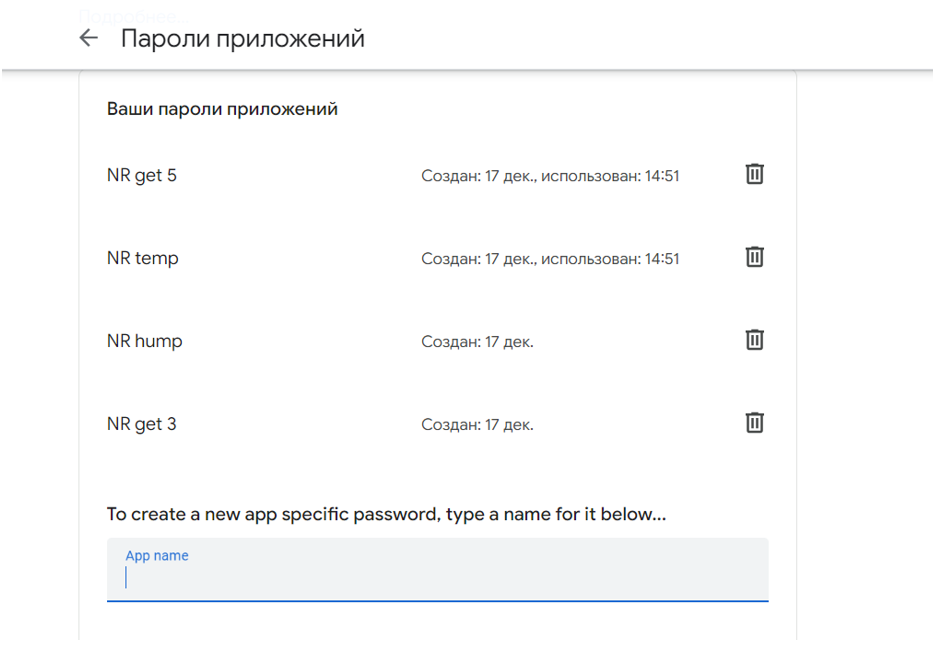 Подробнее...
Пароли приложений
Ваши пароли приложений
NR get 5 Создан: 17 дек., использован: 14:51
NR temp Создан: 17 дек., использован: 14:51
NR hump Создан: 17 дек.
NR get 3 Создан: 17 дек.
To create a new app specific password, type a name for it below...
App name